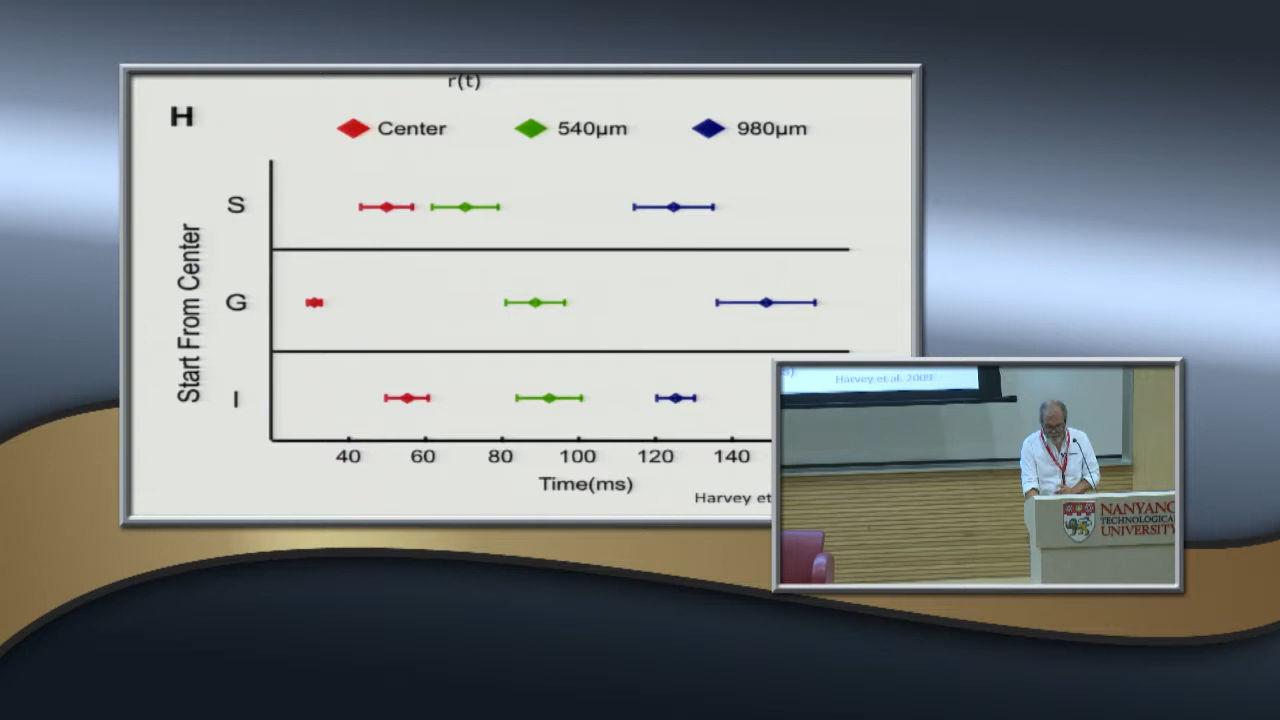 r(t)
H
Center
540µm
980µm
S
G
I
Start From Center
40
60
80
100
120
140
Time(ms)
Harvey et
Harvey et al. 2009
NANYANG
TECHNOLOGICA
UNIVERSITY